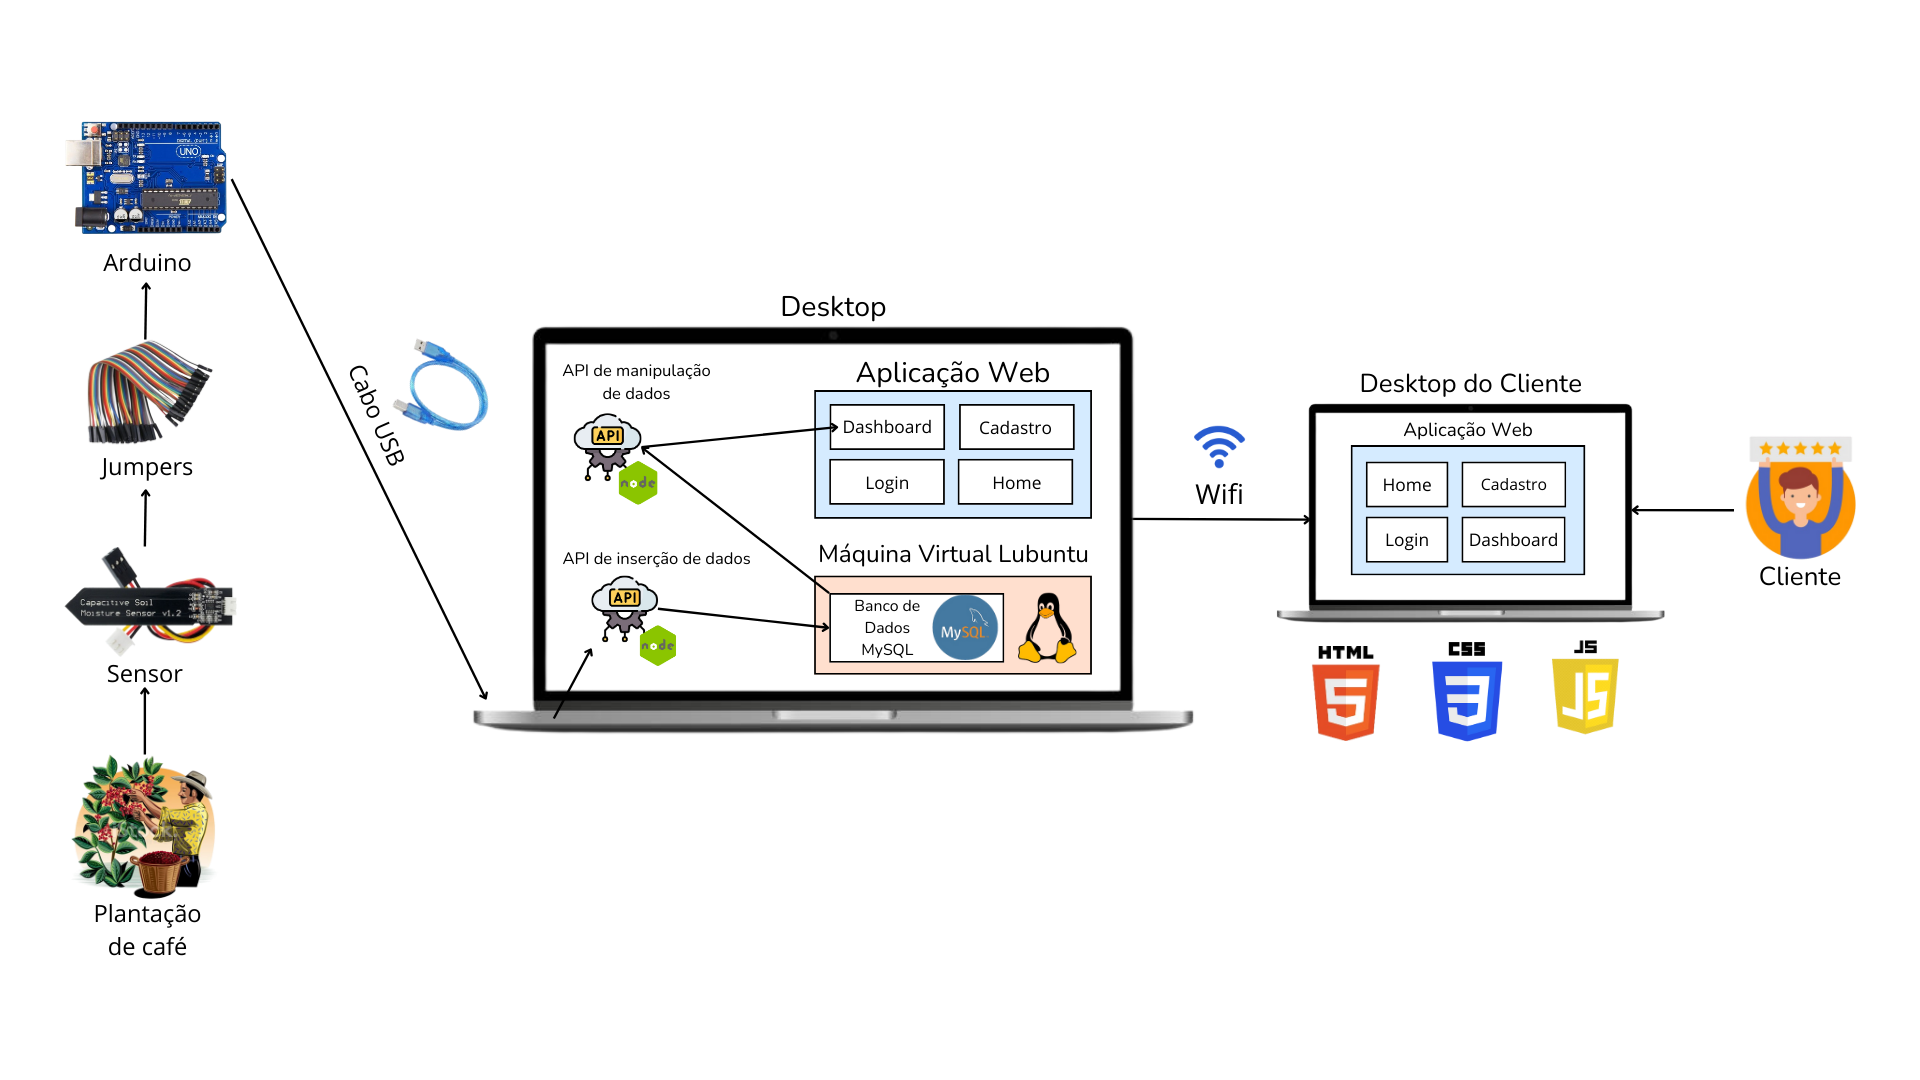 UNO
Arduino
Jumpers
Capacitive Soil
Moisture Sensor v1.2
Sensor
Plantação
de café
Cabo USB
Desktop
API de manipulação
de dados
API
node
API de inserção de dados
API
node
Aplicação Web
Dashboard
Cadastro
Login
Home
Máquina Virtual Lubuntu
Banco de
Dados
MySQL
MySQL
Wifi
Desktop do Cliente
Aplicação Web
Home
Cadastro
Login
Dashboard
HTML
5
CSS
3
JS
JS
Cliente